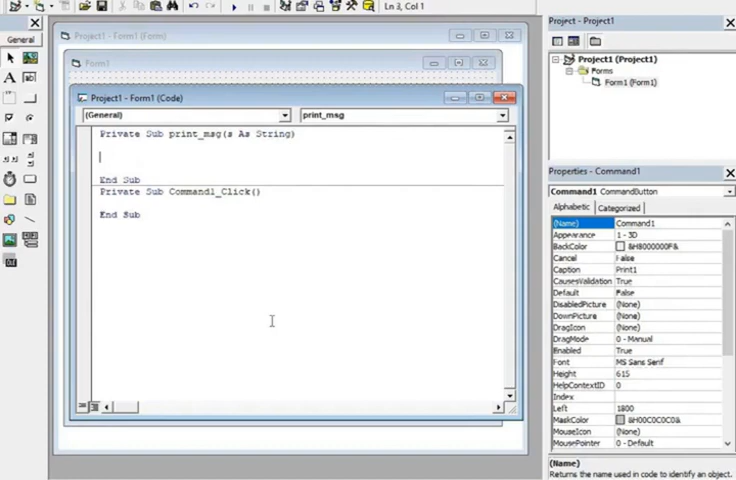 Ln 3, Col 1
General
Project1 - Form1 (Form)
Form1
Project1 - Form1 (Code)
(General)
print_msg
Private Sub print_msg(s As String)
End Sub
Private Sub Command1_Click()
End Sub
Project - Project1
Project1 (Project1)
Forms
Form1 (Form1)
Properties - Command1
Command1 CommandButton
Alphabetic Categorized
(Name) Command1
Appearance 1 - 3D
BackColor &H8000000F&
Cancel False
Caption Print1
CausesValidation True
Default False
DisabledPicture (None)
DownPicture (None)
DragIcon (None)
DragMode 0 - Manual
Enabled True
Font MS Sans Serif
Height 615
HelpContextID 0
Index
Left 1800
MaskColor &H00C0C0C0&
MouseIcon (None)
MousePointer 0 - Default
(Name)
Returns the name used in code to identify an object.